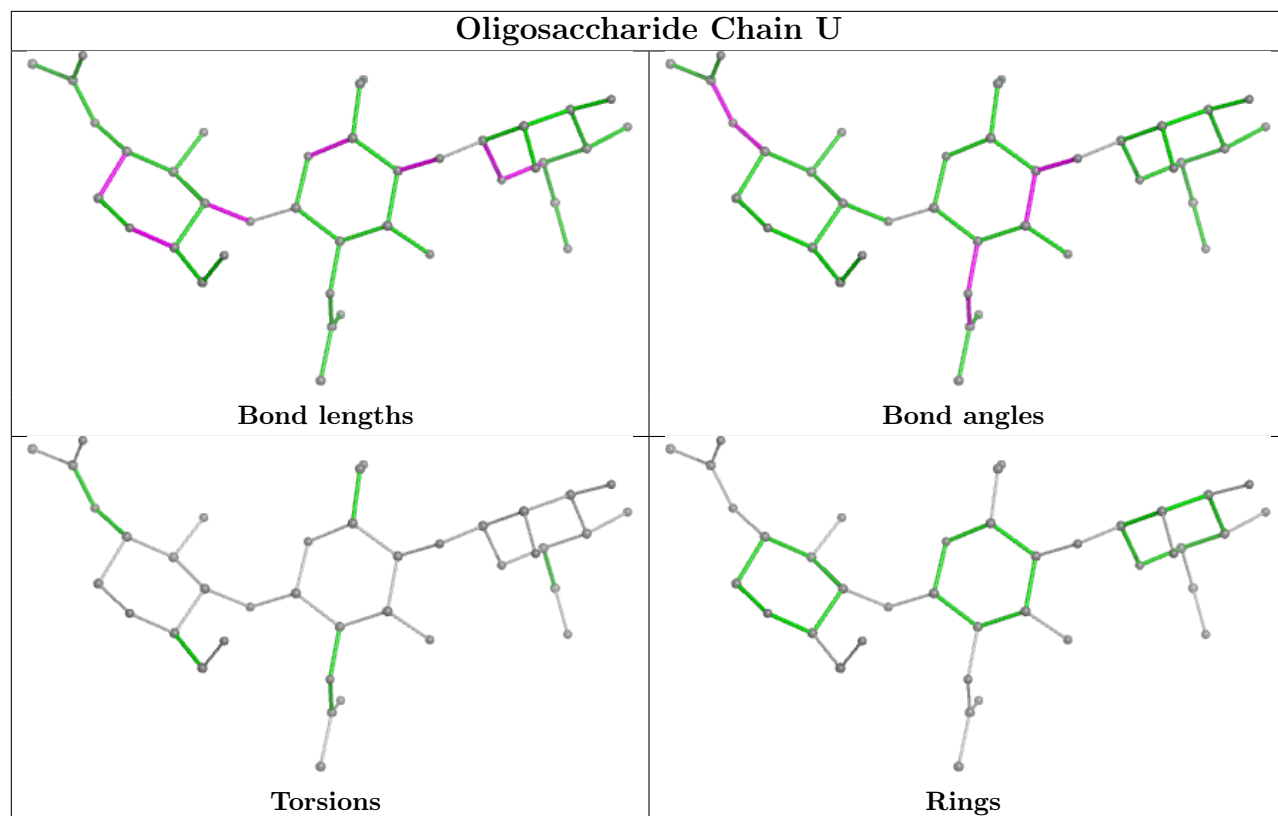 Oligosaccharide Chain U
Bond lengths
Bond angles
Torsions
Rings